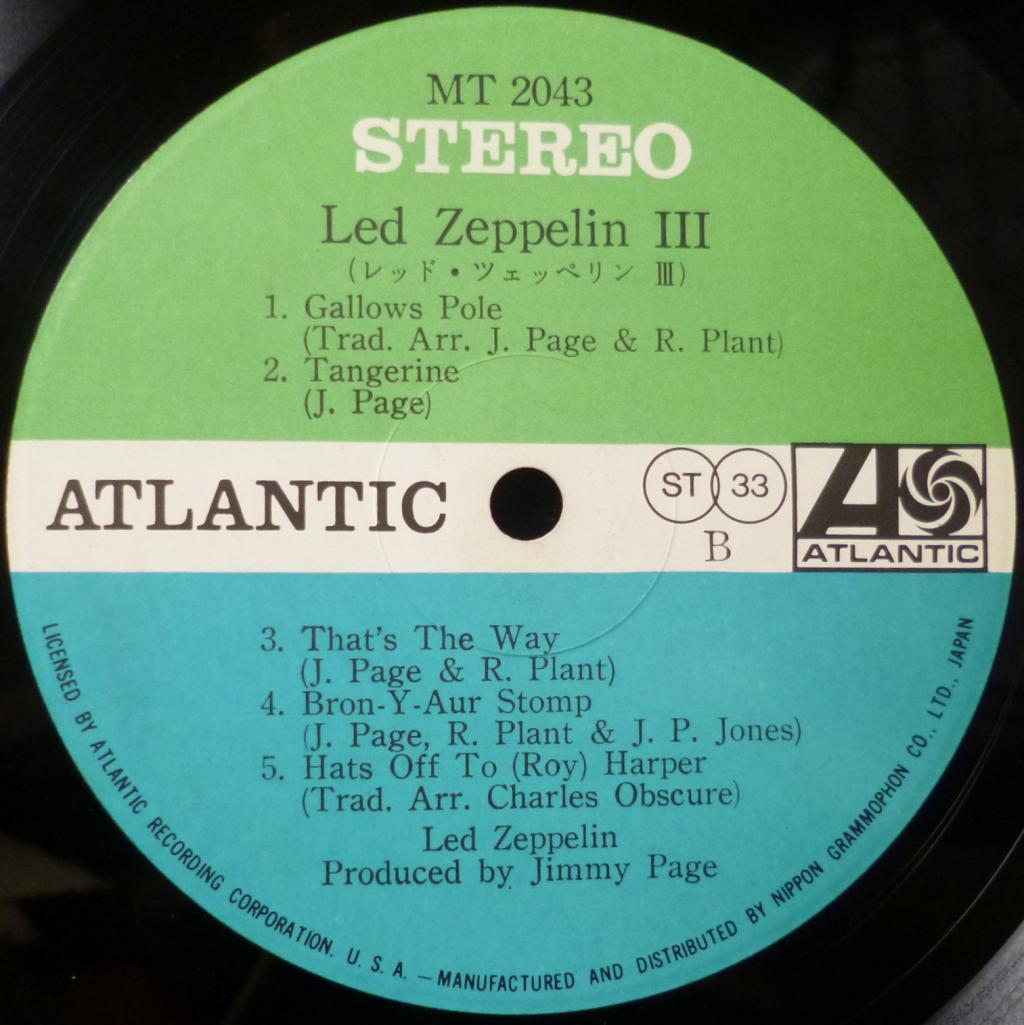 MT 2043
STEREO
Led Zeppelin III
(レッド・ツェッペリン Ⅲ)
1. Gallows Pole
(Trad. Arr. J. Page & R. Plant)
2. Tangerine
(J. Page)
ATLANTIC
ST 33
B
ATLANTIC
3. That's The Way
(J. Page & R. Plant)
4. Bron-Y-Aur Stomp
(J. Page, R. Plant & J. P. Jones)
5. Hats Off To (Roy) Harper
(Trad. Arr. Charles Obscure)
Led Zeppelin
Produced by Jimmy Page
LICENSED BY ATLANTIC RECORDING CORPORATION. U. S. A. — MANUFACTURED AND DISTRIBUTED BY NIPPON GRAMMOPHON CO., LTD., JAPAN